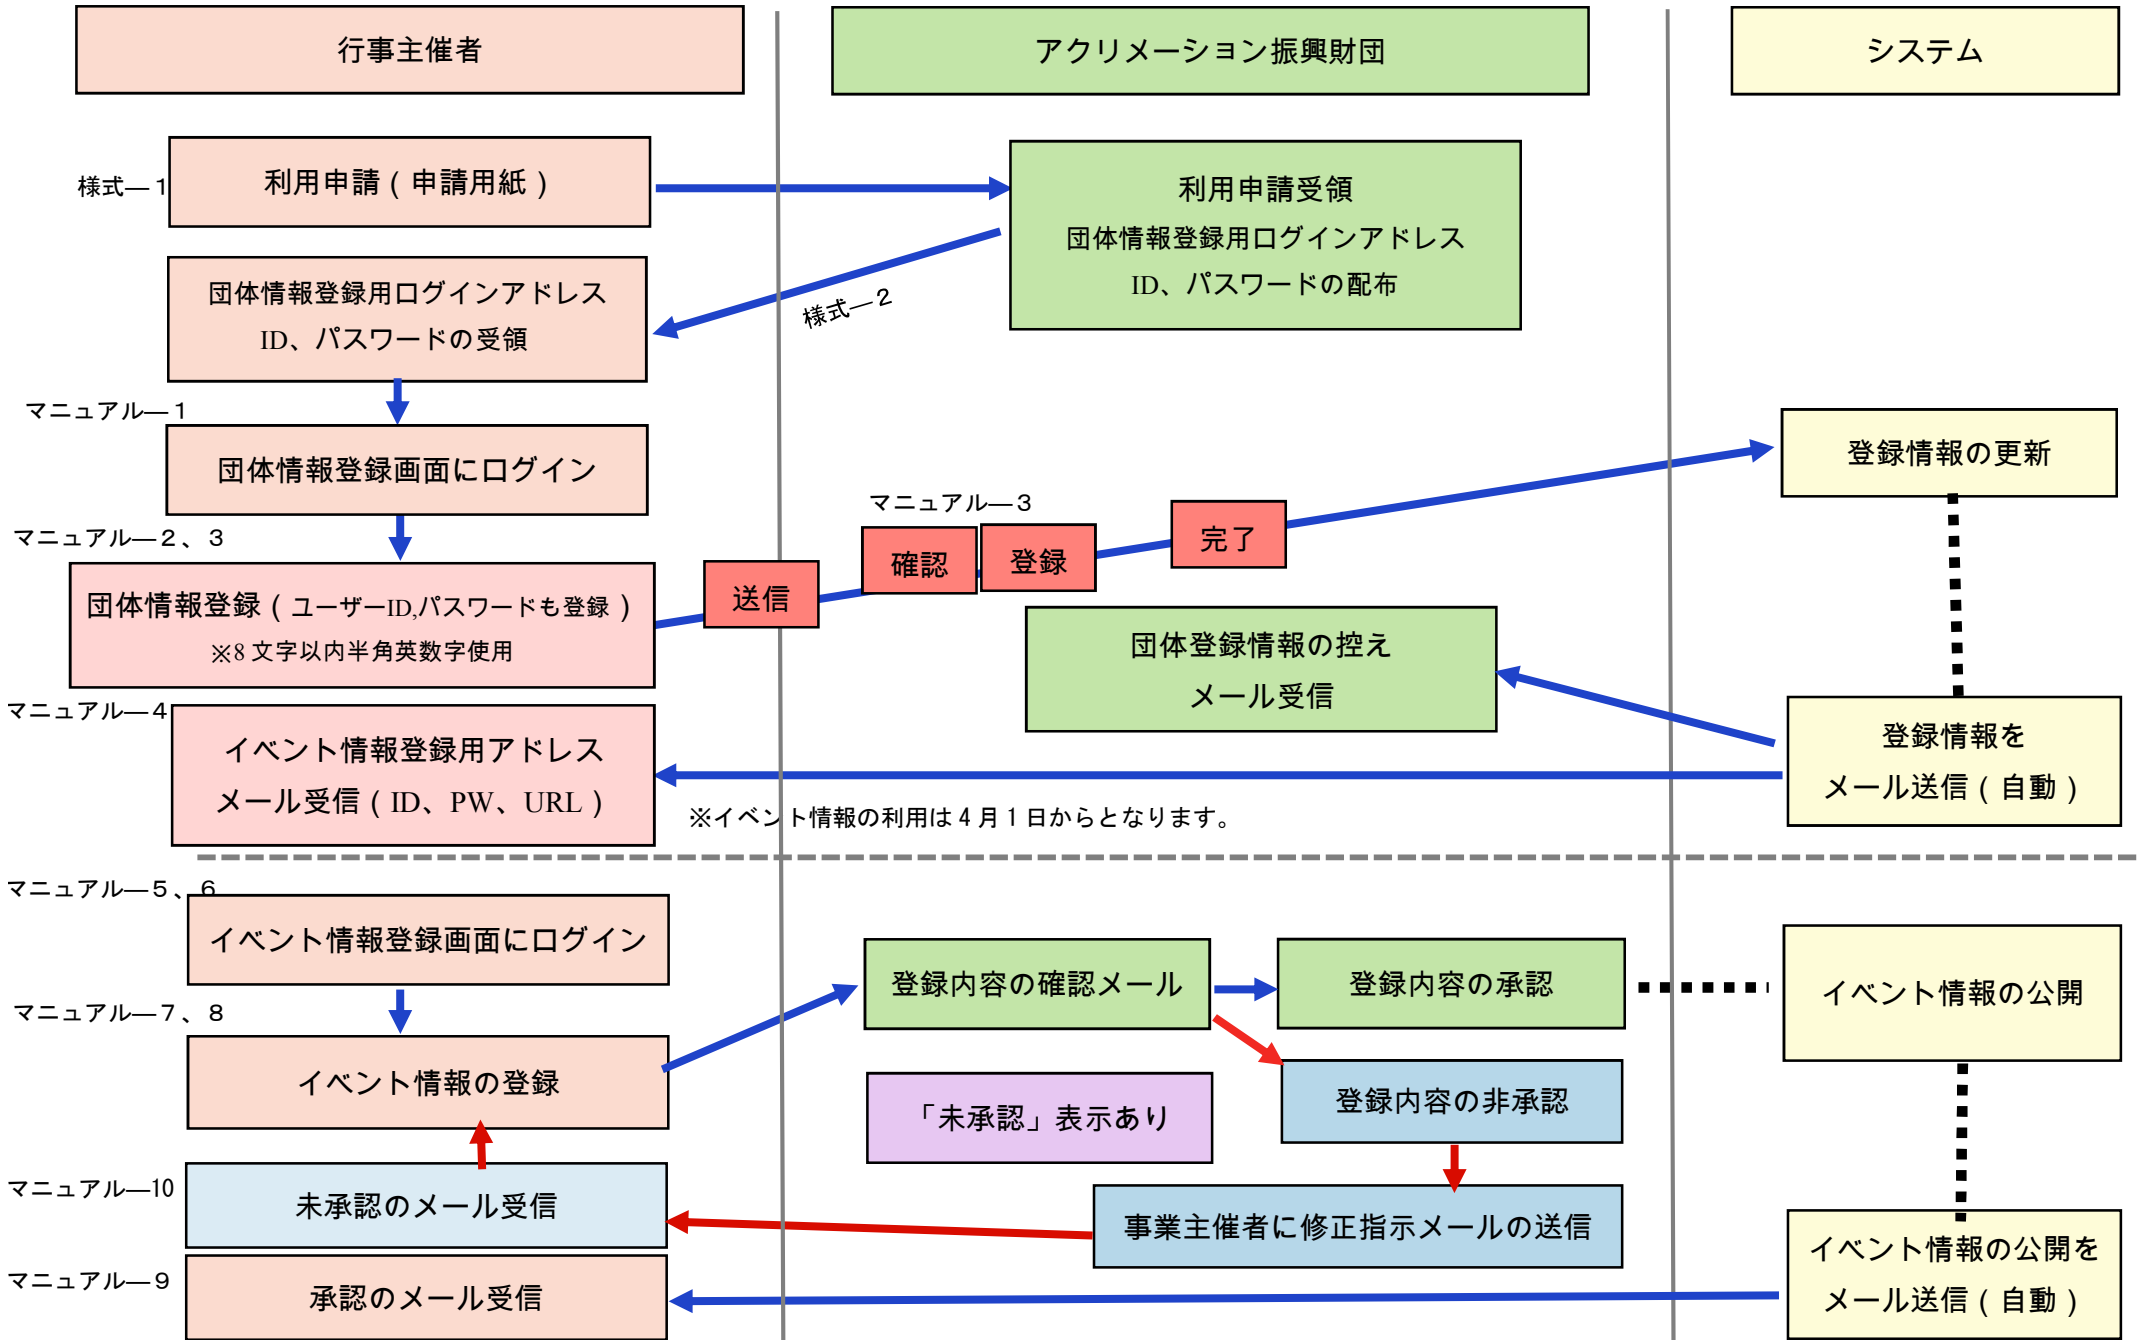 行事主催者
アクリメーション振興財団
システム
様式―１
利用申請（申請用紙）
利用申請受領
団体情報登録用ログインアドレス
ID、パスワードの配布
団体情報登録用ログインアドレス
ID、パスワードの受領
様式―２
マニュアル―１
団体情報登録画面にログイン
登録情報の更新
マニュアル―３
マニュアル―２、３
送信
確認
登録
完了
団体情報登録（ユーザーID,パスワードも登録）
※8 文字以内半角英数字使用
団体登録情報の控え
メール受信
マニュアル―４
イベント情報登録用アドレス
メール受信（ID、PW、URL）
登録情報を
メール送信（自動）
※イベント情報の利用は４月１日からとなります。
マニュアル―５、６
イベント情報登録画面にログイン
登録内容の確認メール
登録内容の承認
イベント情報の公開
マニュアル―７、８
イベント情報の登録
「未承認」表示あり
登録内容の非承認
マニュアル―10
未承認のメール受信
事業主催者に修正指示メールの送信
マニュアル―９
承認のメール受信
イベント情報の公開を
メール送信（自動）